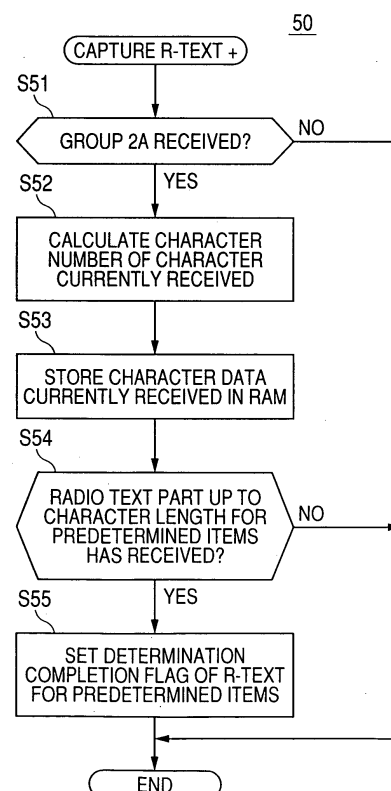 50
CAPTURE R-TEXT +
S51
GROUP 2A RECEIVED?
NO
YES
S52
CALCULATE CHARACTER
NUMBER OF CHARACTER
CURRENTLY RECEIVED
S53
STORE CHARACTER DATA
CURRENTLY RECEIVED IN RAM
S54
RADIO TEXT PART UP TO
CHARACTER LENGTH FOR
PREDETERMINED ITEMS
HAS RECEIVED?
NO
YES
S55
SET DETERMINATION
COMPLETION FLAG OF R-TEXT
FOR PREDETERMINED ITEMS
END